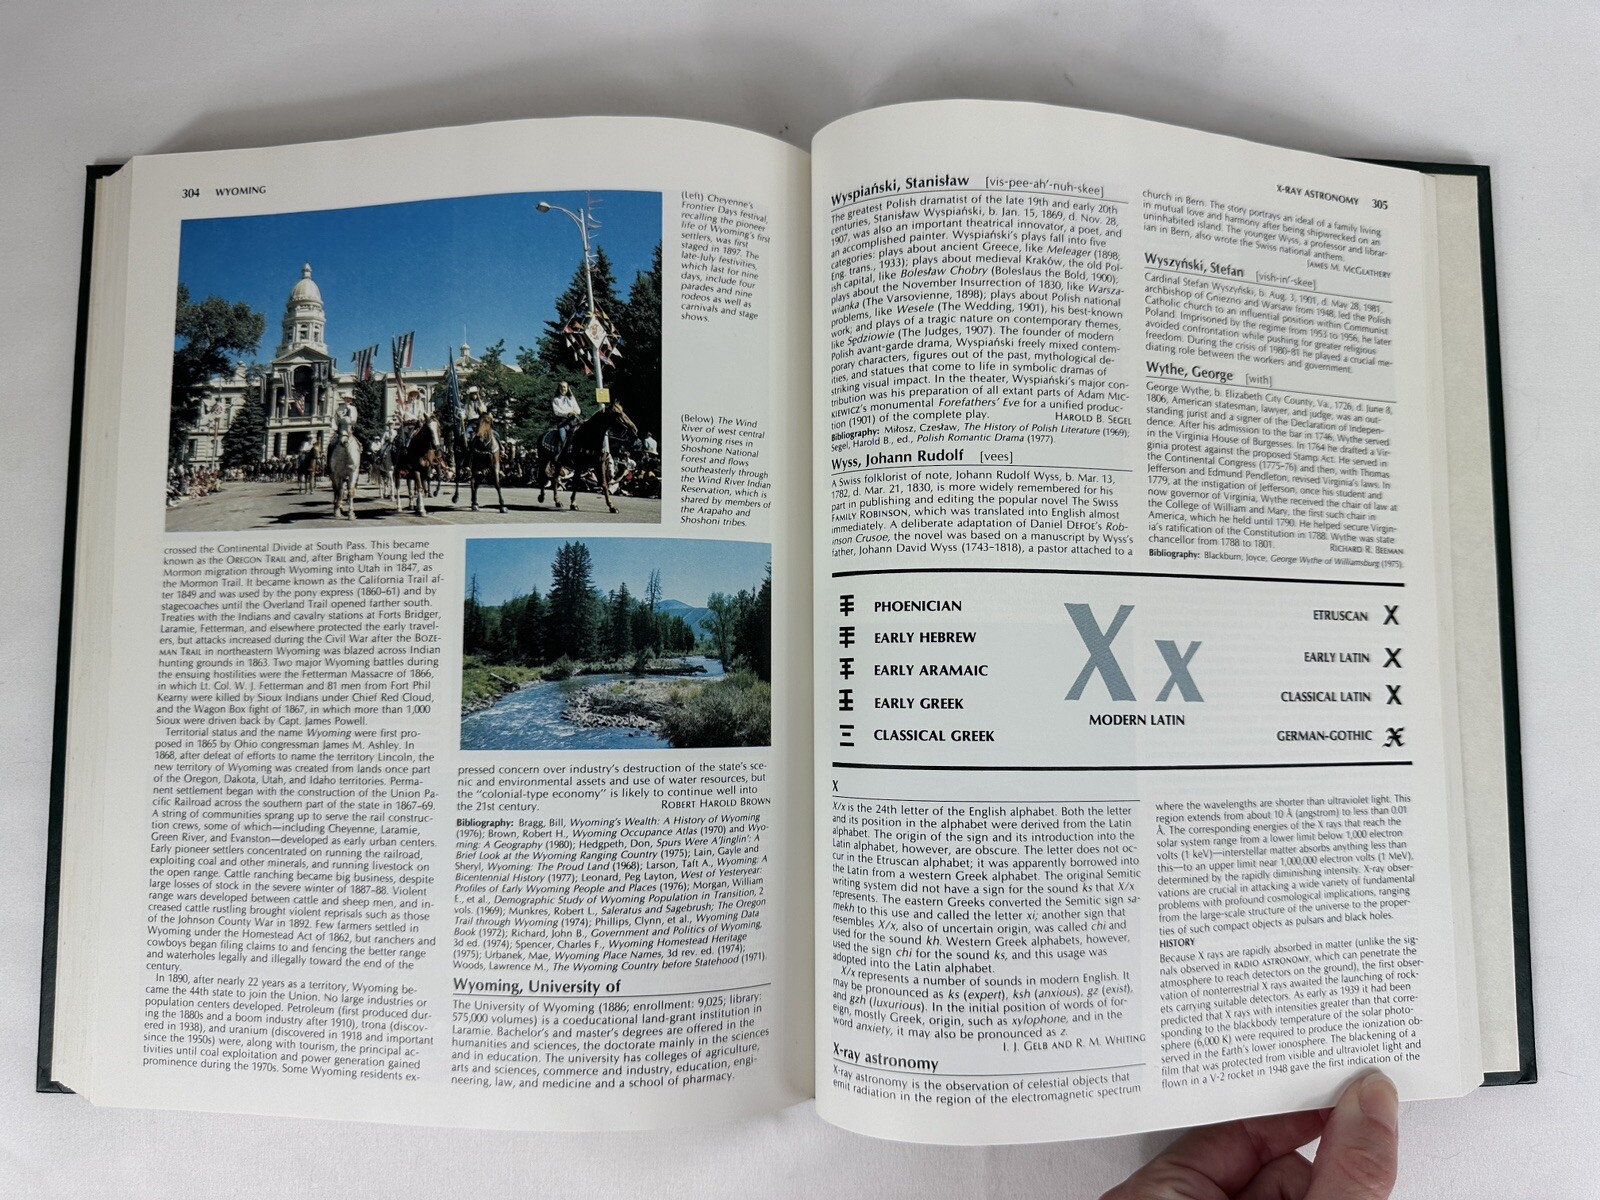 304 WYOMING
(Left) Cheyenne's
Frontier Days festival,
recalling the pioneer
life of Wyoming's first
settlers, was first
staged in 1897. The
late-July festivities,
which last for nine
days, include four
parades and nine
rodeos as well as
carnivals and stage
shows.
(Below) The Wind
River of west central
Wyoming rises in
Shoshone National
Forest and flows
southeasterly through
the Wind River Indian
Reservation, which is
shared by members of
the Arapaho and
Shoshoni tribes.
crossed the Continental Divide at South Pass. This became
known as the OREGON TRAIL and, after Brigham Young led the
Mormon migration through Wyoming into Utah in 1847, as
the Mormon Trail. It became known as the California Trail af-
ter 1849 and was used by the pony express (1860–61) and by
stagecoaches until the Overland Trail opened farther south.
Treaties with the Indians and cavalry stations at Forts Bridger,
Laramie, Fetterman, and elsewhere protected the early travel-
ers, but attacks increased during the Civil War after the BOZE-
MAN TRAIL in northeastern Wyoming was blazed across Indian
hunting grounds in 1863. Two major Wyoming battles during
the ensuing hostilities were the Fetterman Massacre of 1866,
in which Lt. Col. W. J. Fetterman and 81 men from Fort Phil
Kearny were killed by Sioux Indians under Chief Red Cloud,
and the Wagon Box fight of 1867, in which more than 1,000
Sioux were driven back by Capt. James Powell.
Territorial status and the name Wyoming were first pro-
posed in 1865 by Ohio congressman James M. Ashley. In
1868, after defeat of efforts to name the territory Lincoln, the
new territory of Wyoming was created from lands once part
of the Oregon, Dakota, Utah, and Idaho territories. Perma-
nent settlement began with the construction of the Union Pa-
cific Railroad across the southern part of the state in 1867–69.
A string of communities sprang up to serve the rail construc-
tion crews, some of which—including Cheyenne, Laramie,
Green River, and Evanston—developed as early urban centers.
Early pioneer settlers concentrated on running the railroad,
exploiting coal and other minerals, and running livestock on
the open range. Cattle ranching became big business, despite
large losses of stock in the severe winter of 1887–88. Violent
range wars developed between cattle and sheep men, and in-
creased cattle rustling brought violent reprisals such as those
of the Johnson County War in 1892. Few farmers settled in
Wyoming under the Homestead Act of 1862, but ranchers and
cowboys began filing claims to and fencing the better range
and waterholes legally and illegally toward the end of the
century.
In 1890, after nearly 22 years as a territory, Wyoming be-
came the 44th state to join the Union. No large industries or
population centers developed. Petroleum (first produced dur-
ing the 1880s and a boom industry after 1910), trona (discov-
ered in 1938), and uranium (discovered in 1918 and important
since the 1950s) were, along with tourism, the principal ac-
tivities until coal exploitation and power generation gained
prominence during the 1970s. Some Wyoming residents ex-
pressed concern over industry's destruction of the state's sce-
nic and environmental assets and use of water resources, but
the "colonial-type economy" is likely to continue well into
the 21st century. ROBERT HAROLD BROWN
Bibliography: Bragg, Bill, Wyoming's Wealth: A History of Wyoming
(1976); Brown, Robert H., Wyoming Occupance Atlas (1970) and Wyo-
ming: A Geography (1980); Hedgpeth, Don, Spurs Were A'Jinglin': A
Brief Look at the Wyoming Ranging Country (1975); Lain, Gayle and
Sheryl, Wyoming: The Proud Land (1968); Larson, Taft A., Wyoming: A
Bicentennial History (1977); Leonard, Peg Layton, West of Yesteryear:
Profiles of Early Wyoming People and Places (1976); Morgan, William
E., et al., Demographic Study of Wyoming Population in Transition, 2
vols. (1969); Munkres, Robert L., Saleratus and Sagebrush; The Oregon
Trail through Wyoming (1974); Phillips, Clynn, et al., Wyoming Data
Book (1972); Richard, John B., Government and Politics of Wyoming,
3d ed. (1974); Spencer, Charles F., Wyoming Homestead Heritage
(1975); Urbanek, Mae, Wyoming Place Names, 3d rev. ed. (1974);
Woods, Lawrence M., The Wyoming Country before Statehood (1971).
Wyoming, University of
The University of Wyoming (1886; enrollment: 9,025; library:
575,000 volumes) is a coeducational land-grant institution in
Laramie. Bachelor's and master's degrees are offered in the
humanities and sciences, the doctorate mainly in the sciences
and in education. The university has colleges of agriculture,
arts and sciences, commerce and industry, education, engi-
neering, law, and medicine and a school of pharmacy.
X-RAY ASTRONOMY 305
Wyspiański, Stanisław [vis-pee-ah'-nuh-skee]
The greatest Polish dramatist of the late 19th and early 20th
centuries, Stanisław Wyspiański, b. Jan. 15, 1869, d. Nov. 28,
1907, was also an important theatrical innovator, a poet, and
an accomplished painter. Wyspiański's plays fall into five
categories: plays about ancient Greece, like Meleager (1898;
Eng. trans., 1933); plays about medieval Kraków, the old Pol-
ish capital, like Bolesław Chobry (Boleslaus the Bold, 1900);
plays about the November Insurrection of 1830, like Warsza-
wianka (The Varsovienne, 1898); plays about Polish national
problems, like Wesele (The Wedding, 1901), his best-known
work; and plays of a tragic nature on contemporary themes,
like Sędziowie (The Judges, 1907). The founder of modern
Polish avant-garde drama, Wyspiański freely mixed contem-
porary characters, figures out of the past, mythological de-
ities, and statues that come to life in symbolic dramas of
striking visual impact. In the theater, Wyspiański's major con-
tribution was his preparation of all extant parts of Adam MIC-
KIEWICZ's monumental Forefathers' Eve for a unified produc-
tion (1901) of the complete play. HAROLD B. SEGEL
Bibliography: Miłosz, Czesław, The History of Polish Literature (1969);
Segel, Harold B., ed., Polish Romantic Drama (1977).
Wyss, Johann Rudolf [vees]
A Swiss folklorist of note, Johann Rudolf Wyss, b. Mar. 13,
1782, d. Mar. 21, 1830, is more widely remembered for his
part in publishing and editing the popular novel THE SWISS
FAMILY ROBINSON, which was translated into English almost
immediately. A deliberate adaptation of Daniel DEFOE's Rob-
inson Crusoe, the novel was based on a manuscript by Wyss's
father, Johann David Wyss (1743–1818), a pastor attached to a
church in Bern. The story portrays an ideal of a family living
in mutual love and harmony after being shipwrecked on an
uninhabited island. The younger Wyss, a professor and librar-
ian in Bern, also wrote the Swiss national anthem.
JAMES M. MCGLATHERY
Wyszyński, Stefan [vish-in'-skee]
Cardinal Stefan Wyszyński, b. Aug. 3, 1901, d. May 28, 1981,
archbishop of Gniezno and Warsaw from 1948, led the Polish
Catholic church to an influential position within Communist
Poland. Imprisoned by the regime from 1953 to 1956, he later
avoided confrontation while pushing for greater religious
freedom. During the crisis of 1980–81 he played a crucial me-
diating role between the workers and government.
Wythe, George [with]
George Wythe, b. Elizabeth City County, Va., 1726, d. June 8,
1806, American statesman, lawyer, and judge, was an out-
standing jurist and a signer of the Declaration of Indepen-
dence. After his admission to the bar in 1746, Wythe served
in the Virginia House of Burgesses. In 1764 he drafted a Vir-
ginia protest against the proposed Stamp Act. He served in
the Continental Congress (1775–76) and then, with Thomas
Jefferson and Edmund Pendleton, revised Virginia's laws. In
1779, at the instigation of Jefferson, once his student and
now governor of Virginia, Wythe received the chair of law at
the College of William and Mary, the first such chair in
America, which he held until 1790. He helped secure Virgin-
ia's ratification of the Constitution in 1788. Wythe was state
chancellor from 1788 to 1801. RICHARD R. BEEMAN
Bibliography: Blackburn, Joyce, George Wythe of Williamsburg (1975).
PHOENICIAN
EARLY HEBREW
EARLY ARAMAIC
EARLY GREEK
CLASSICAL GREEK
X x
MODERN LATIN
ETRUSCAN X
EARLY LATIN X
CLASSICAL LATIN X
GERMAN-GOTHIC X
X
X/x is the 24th letter of the English alphabet. Both the letter
and its position in the alphabet were derived from the Latin
alphabet. The origin of the sign and its introduction into the
Latin alphabet, however, are obscure. The letter does not oc-
cur in the Etruscan alphabet; it was apparently borrowed into
the Latin from a western Greek alphabet. The original Semitic
writing system did not have a sign for the sound ks that X/x
represents. The eastern Greeks converted the Semitic sign sa-
mekh to this use and called the letter xi; another sign that
resembles X/x, also of uncertain origin, was called chi and
used for the sound kh. Western Greek alphabets, however,
used the sign chi for the sound ks, and this usage was
adopted into the Latin alphabet.
X/x represents a number of sounds in modern English. It
may be pronounced as ks (expert), ksh (anxious), gz (exist),
and gzh (luxurious). In the initial position of words of for-
eign, mostly Greek, origin, such as xylophone, and in the
word anxiety, it may also be pronounced as z.
I. J. GELB AND R. M. WHITING
X-ray astronomy
X-ray astronomy is the observation of celestial objects that
emit radiation in the region of the electromagnetic spectrum
where the wavelengths are shorter than ultraviolet light. This
region extends from about 10 Å (angstrom) to less than 0.01
Å. The corresponding energies of the X rays that reach the
solar system range from a lower limit below 1,000 electron
volts (1 keV)—interstellar matter absorbs anything less than
this—to an upper limit near 1,000,000 electron volts (1 MeV),
determined by the rapidly diminishing intensity. X-ray obser-
vations are crucial in attacking a wide variety of fundamental
problems with profound cosmological implications, ranging
from the large-scale structure of the universe to the proper-
ties of such compact objects as pulsars and black holes.
HISTORY
Because X rays are rapidly absorbed in matter (unlike the sig-
nals observed in RADIO ASTRONOMY, which can penetrate the
atmosphere to reach detectors on the ground), the first obser-
vation of nonterrestrial X rays awaited the launching of rock-
ets carrying suitable detectors. As early as 1939 it had been
predicted that X rays with intensities greater than that corre-
sponding to the blackbody temperature of the solar photo-
sphere (6,000 K) were required to produce the ionization ob-
served in the Earth's lower ionosphere. The blackening of a
film that was protected from visible and ultraviolet light and
flown in a V-2 rocket in 1948 gave the first indication of the